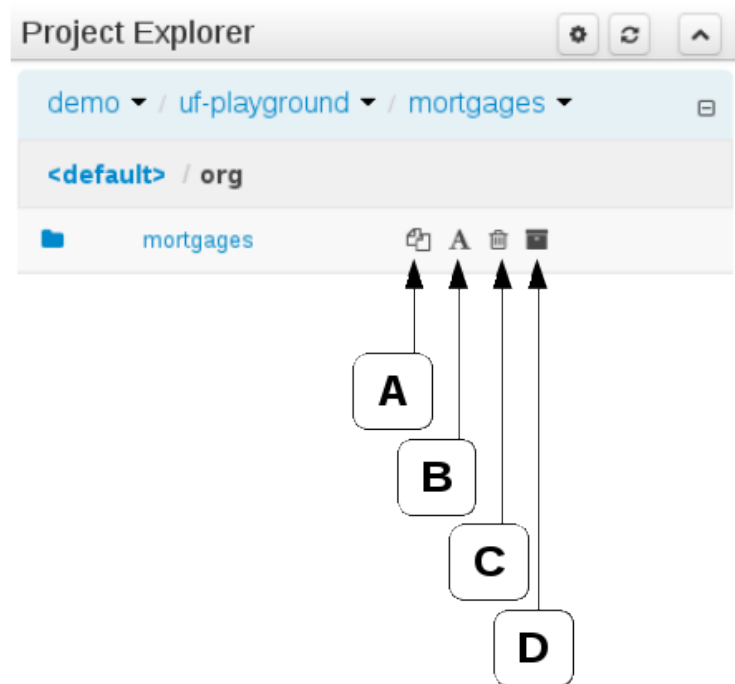 Project Explorer
demo / uf-playground / mortgages
<default> / org
mortgages A
A
B
C
D